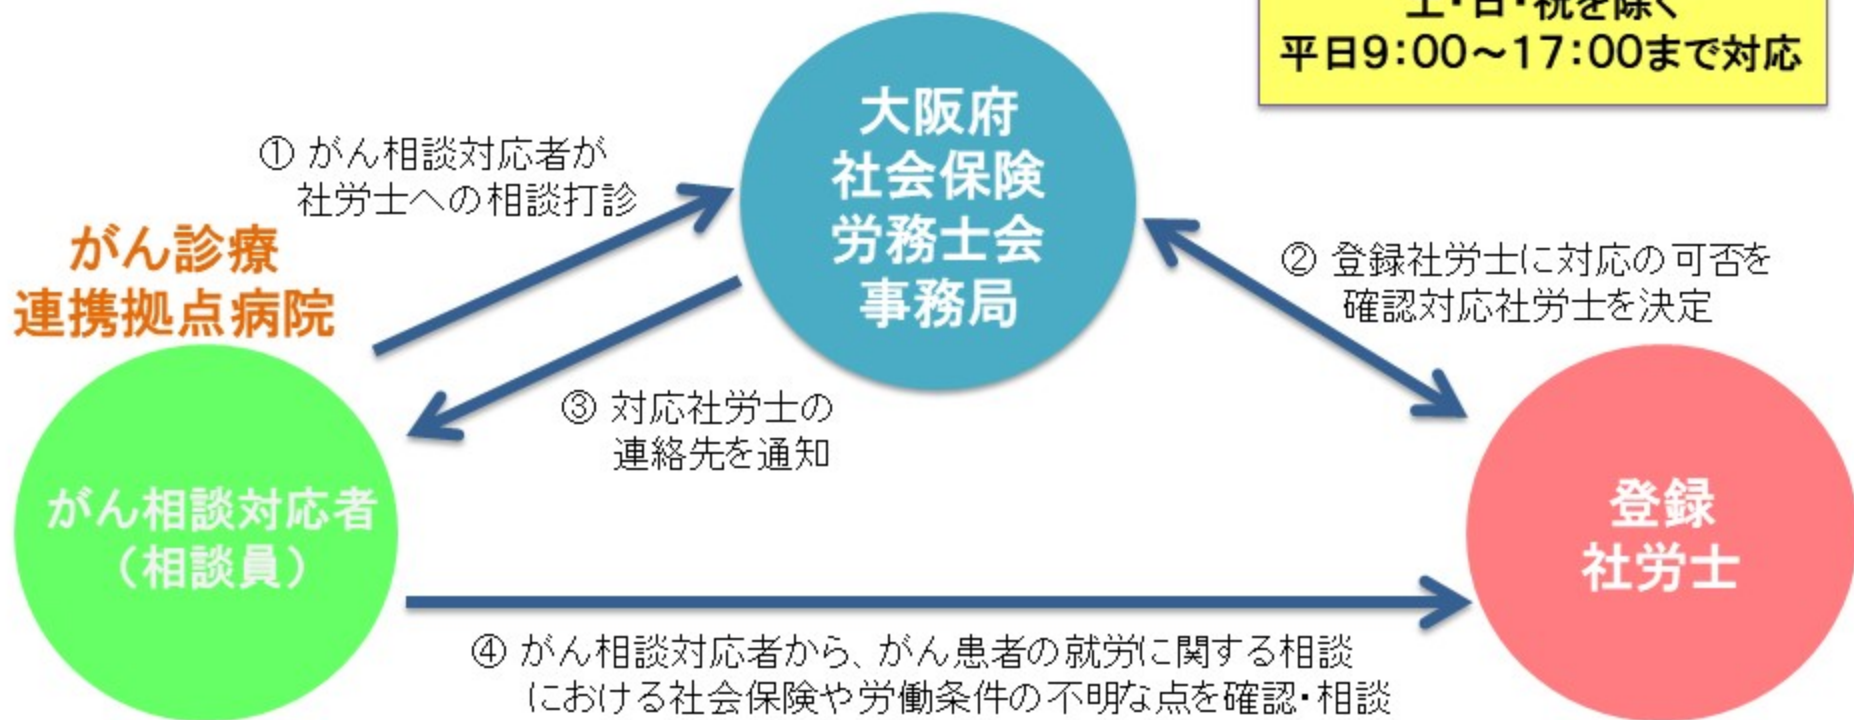 土・日・祝を除く
平日9:00～17:00まで対応
大阪府
社会保険
労務士会
事務局
① がん相談対応者が
社労士への相談打診
がん診療
連携拠点病院
② 登録社労士に対応の可否を
確認対応社労士を決定
③ 対応社労士の
連絡先を通知
がん相談対応者
（相談員）
登録
社労士
④ がん相談対応者から、がん患者の就労に関する相談
における社会保険や労働条件の不明な点を確認・相談